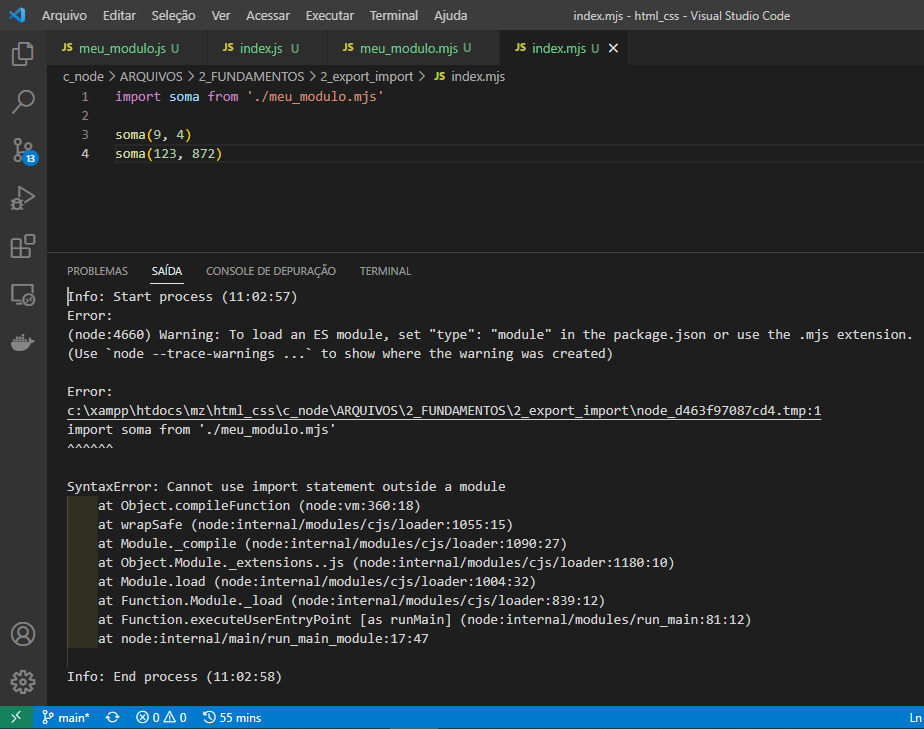 Arquivo Editar Seleção Ver Acessar Executar Terminal Ajuda index.mjs - html_css - Visual Studio Code
JS meu_modulo.js U JS index.js U JS meu_modulo.mjs U JS index.mjs U
c_node > ARQUIVOS > 2_FUNDAMENTOS > 2_export_import > JS index.mjs
1 import soma from './meu_modulo.mjs'
2
3 soma(9, 4)
4 soma(123, 872)
13
PROBLEMAS SAÍDA CONSOLE DE DEPURAÇÃO TERMINAL
Info: Start process (11:02:57)
Error:
(node:4660) Warning: To load an ES module, set "type": "module" in the package.json or use the .mjs extension.
(Use `node --trace-warnings ...` to show where the warning was created)
Error:
c:\xampp\htdocs\mz\html_css\c_node\ARQUIVOS\2_FUNDAMENTOS\2_export_import\node_d463f97087cd4.tmp:1
import soma from './meu_modulo.mjs'
^^^^^^
SyntaxError: Cannot use import statement outside a module
at Object.compileFunction (node:vm:360:18)
at wrapSafe (node:internal/modules/cjs/loader:1055:15)
at Module._compile (node:internal/modules/cjs/loader:1090:27)
at Object.Module._extensions..js (node:internal/modules/cjs/loader:1180:10)
at Module.load (node:internal/modules/cjs/loader:1004:32)
at Function.Module._load (node:internal/modules/cjs/loader:839:12)
at Function.executeUserEntryPoint [as runMain] (node:internal/modules/run_main:81:12)
at node:internal/main/run_main_module:17:47
Info: End process (11:02:58)
main* 0 0 55 mins Ln